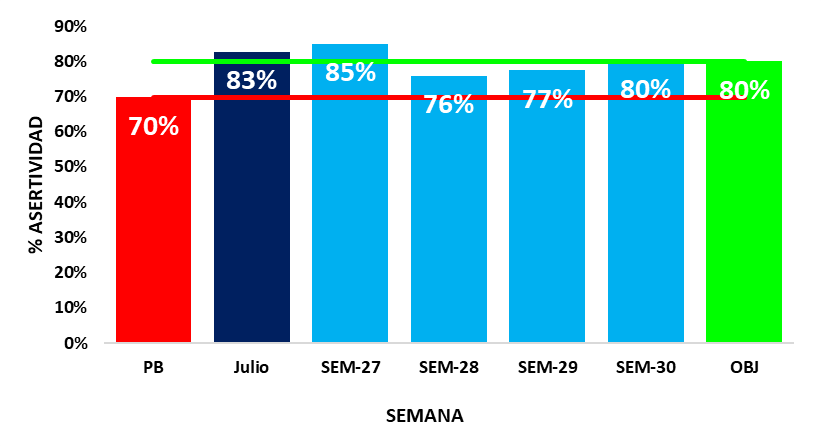 90%
80%
70%
60%
50%
40%
30%
20%
10%
0%
% ASERTIVIDAD
70%
83%
85%
76%
77%
80%
80%
PB
Julio
SEM-27
SEM-28
SEM-29
SEM-30
OBJ
SEMANA